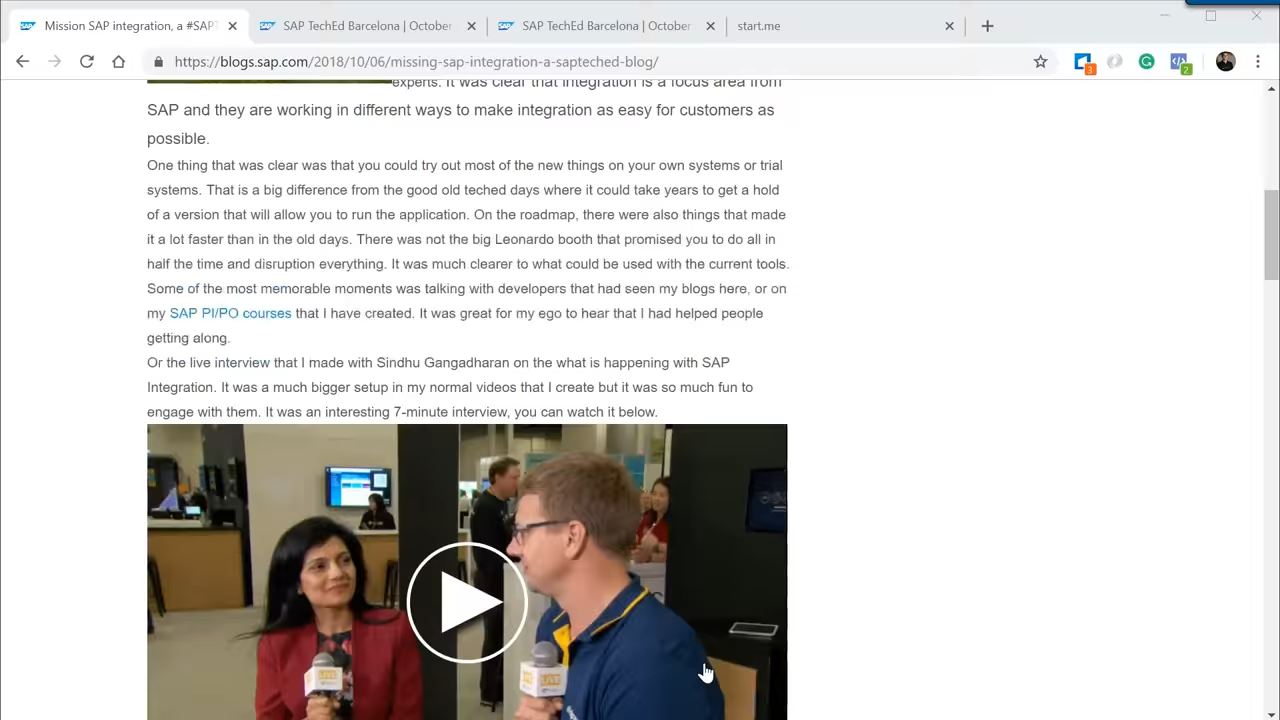 Mission SAP integration, a #SAPT
SAP TechEd Barcelona | October
SAP TechEd Barcelona | October
start.me
https://blogs.sap.com/2018/10/09/missing-sap-integration-a-sapteched-blog/
3
2
experts. It was clear that integration is a focus area from
SAP and they are working in different ways to make integration as easy for customers as
possible.
One thing that was clear was that you could try out most of the new things on your own systems or trial
systems. That is a big difference from the good old teched days where it could take years to get a hold
of a version that will allow you to run the application. On the roadmap, there were also things that made
it a lot faster than in the old days. There was not the big Leonardo booth that promised you to do all in
half the time and disruption everything. It was much clearer to what could be used with the current tools.
Some of the most memorable moments was talking with developers that had seen my blogs here, or on
my SAP PI/PO courses that I have created. It was great for my ego to hear that I had helped people
getting along.
Or the live interview that I made with Sindhu Gangadharan on the what is happening with SAP
Integration. It was a much bigger setup in my normal videos that I create but it was so much fun to
engage with them. It was an interesting 7-minute interview, you can watch it below.
LIVE
LIVE